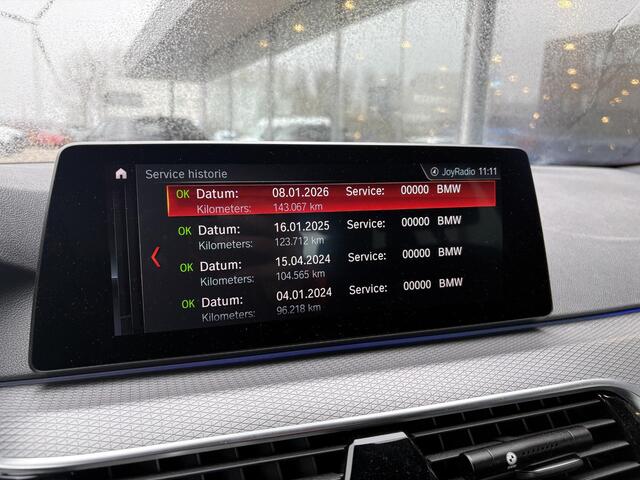 Service historie
JoyRadio 11:11
OK Datum: 08.01.2026 Service: 00000 BMW
Kilometers: 143.067 km
OK Datum: 16.01.2025 Service: 00000 BMW
Kilometers: 123.712 km
OK Datum: 15.04.2024 Service: 00000 BMW
Kilometers: 104.565 km
OK Datum: 04.01.2024 Service: 00000 BMW
Kilometers: 96.218 km